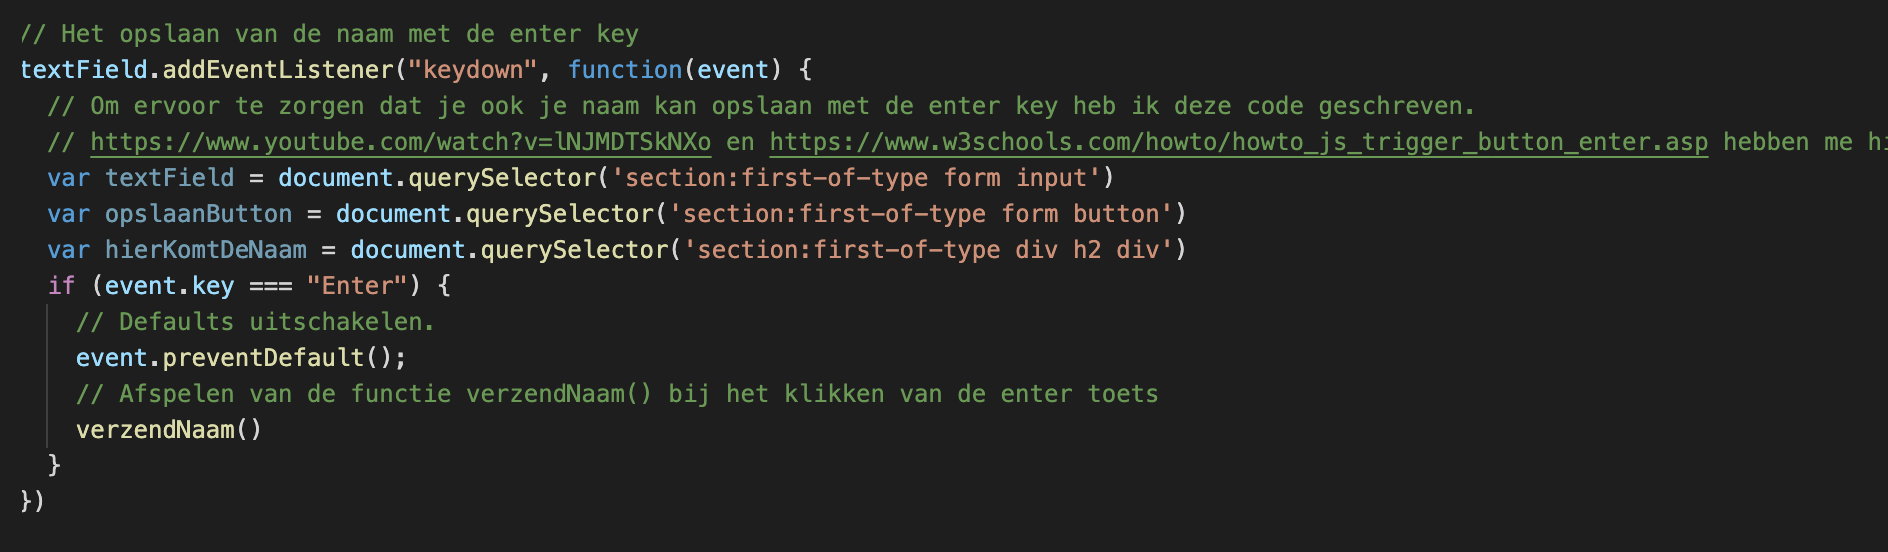 // Het opslaan van de naam met de enter key
textField.addEventListener("keydown", function(event) {
// Om ervoor te zorgen dat je ook je naam kan opslaan met de enter key heb ik deze code geschreven.
// https://www.youtube.com/watch?v=lNJMDTSkNXo en https://www.w3schools.com/howto/howto_js_trigger_button_enter.asp hebben me
var textField = document.querySelector('section:first-of-type form input')
var opslaanButton = document.querySelector('section:first-of-type form button')
var hierKomtDeNaam = document.querySelector('section:first-of-type div h2 div')
if (event.key === "Enter") {
// Defaults uitschakelen.
event.preventDefault();
// Afspelen van de functie verzendNaam() bij het klikken van de enter toets
verzendNaam()
}
})